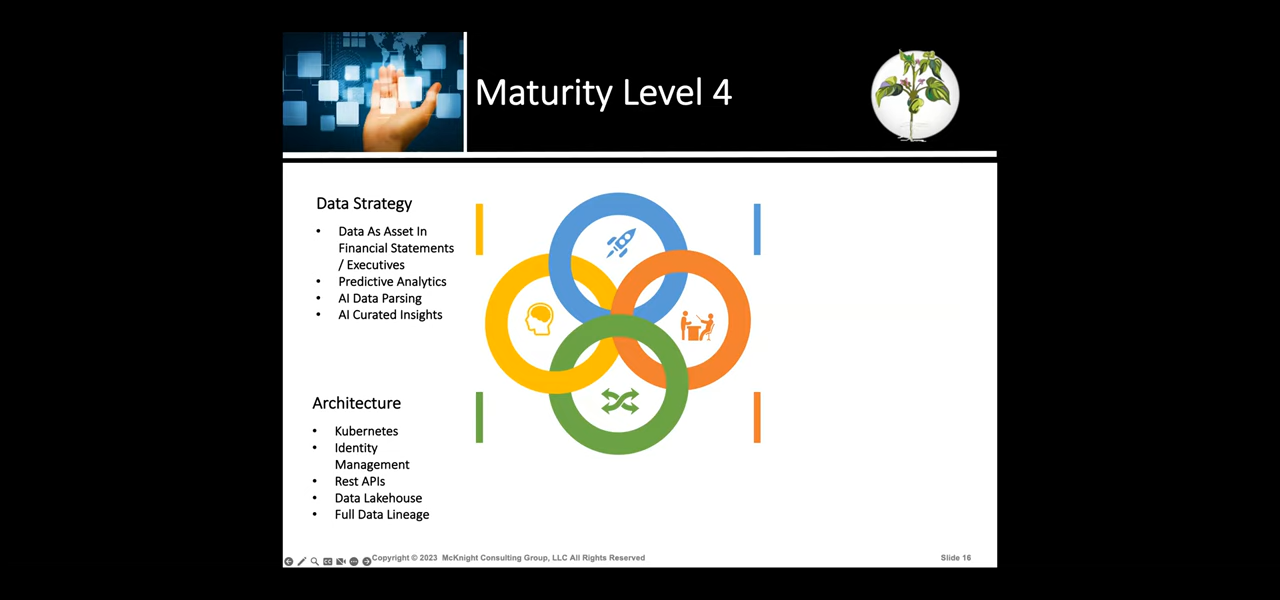 Maturity Level 4
Data Strategy
• Data As Asset In
Financial Statements
/ Executives
• Predictive Analytics
• AI Data Parsing
• AI Curated Insights
Architecture
• Kubernetes
• Identity
Management
• Rest APIs
• Data Lakehouse
• Full Data Lineage
Copyright © 2023 McKnight Consulting Group, LLC All Rights Reserved
Slide 16